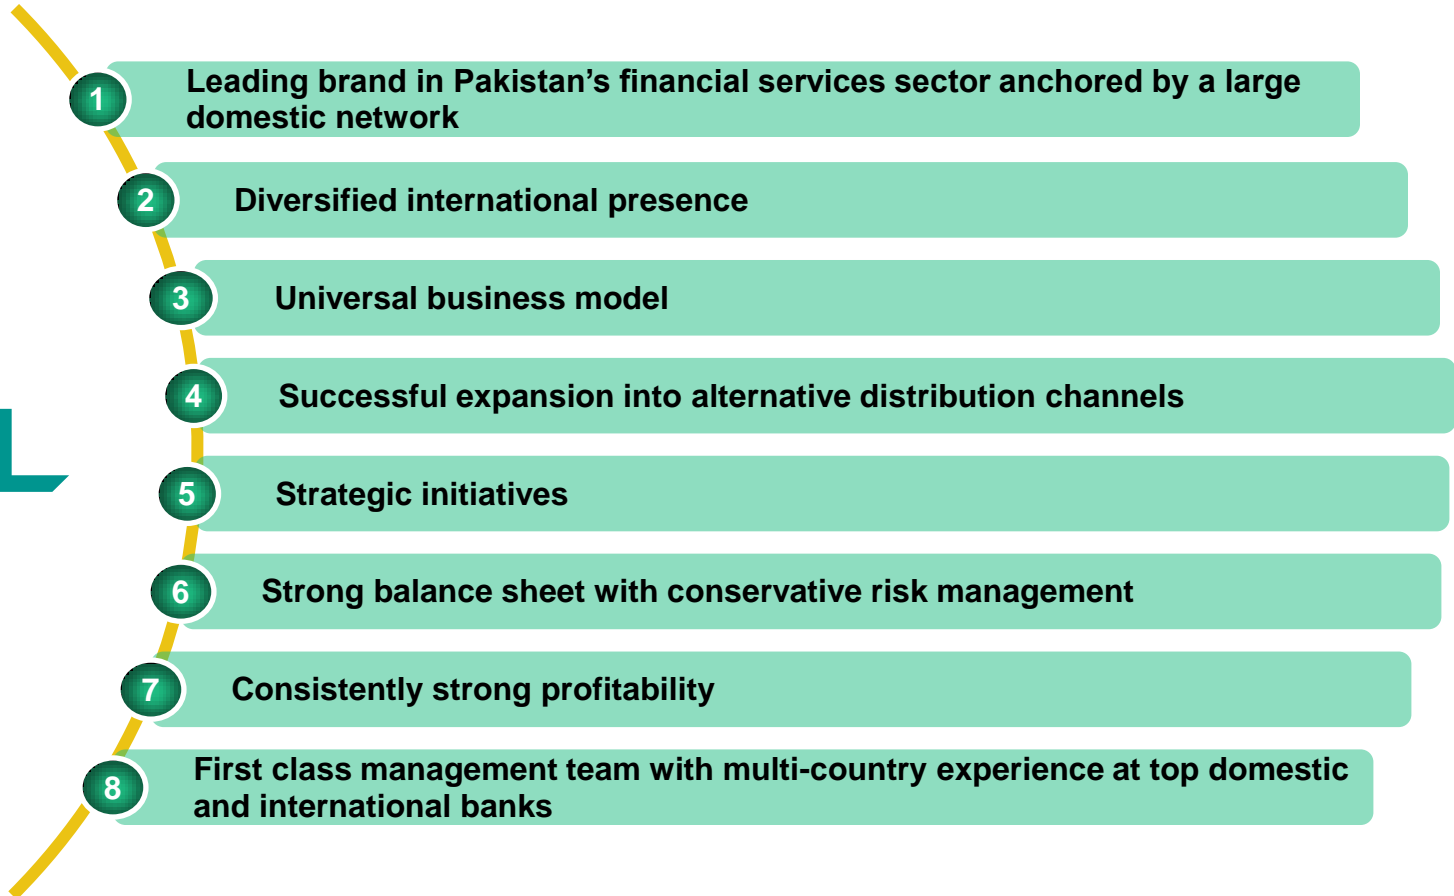 1
Leading brand in Pakistan’s financial services sector anchored by a large
domestic network
2
Diversified international presence
3
Universal business model
4
Successful expansion into alternative distribution channels
5
Strategic initiatives
6
Strong balance sheet with conservative risk management
7
Consistently strong profitability
8
First class management team with multi-country experience at top domestic
and international banks